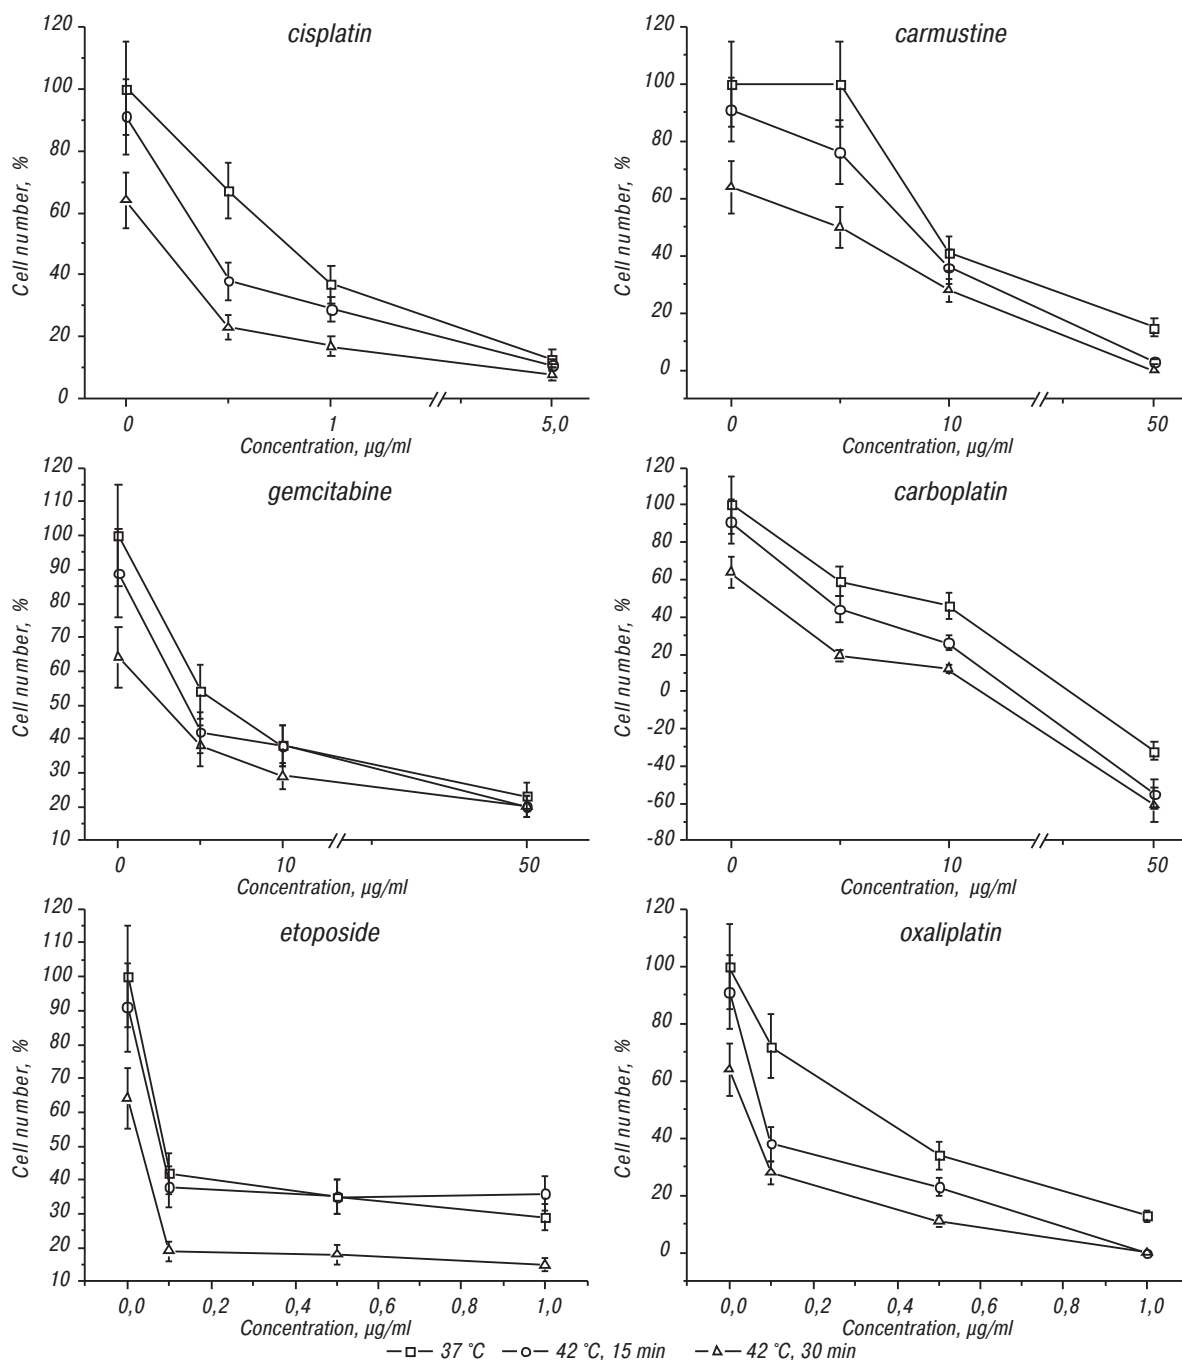 cisplatin
120
100
80
60
40
20
0
Cell number, %
0 1 5,0
Concentration, µg/ml
carmustine
120
100
80
60
40
20
0
Cell number, %
0 10 50
Concentration, µg/ml
gemcitabine
120
110
100
90
80
70
60
50
40
30
20
10
Cell number, %
0 10 50
Concentration, µg/ml
carboplatin
120
100
80
60
40
20
0
-20
-40
-60
-80
Cell number, %
0 10 50
Concentration, µg/ml
etoposide
120
110
100
90
80
70
60
50
40
30
20
10
Cell number, %
0,0 0,2 0,4 0,6 0,8 1,0
Concentration, µg/ml
oxaliplatin
120
100
80
60
40
20
0
Cell number, %
0,0 0,2 0,4 0,6 0,8 1,0
Concentration, µg/ml
37 °C 42 °C, 15 min 42 °C, 30 min